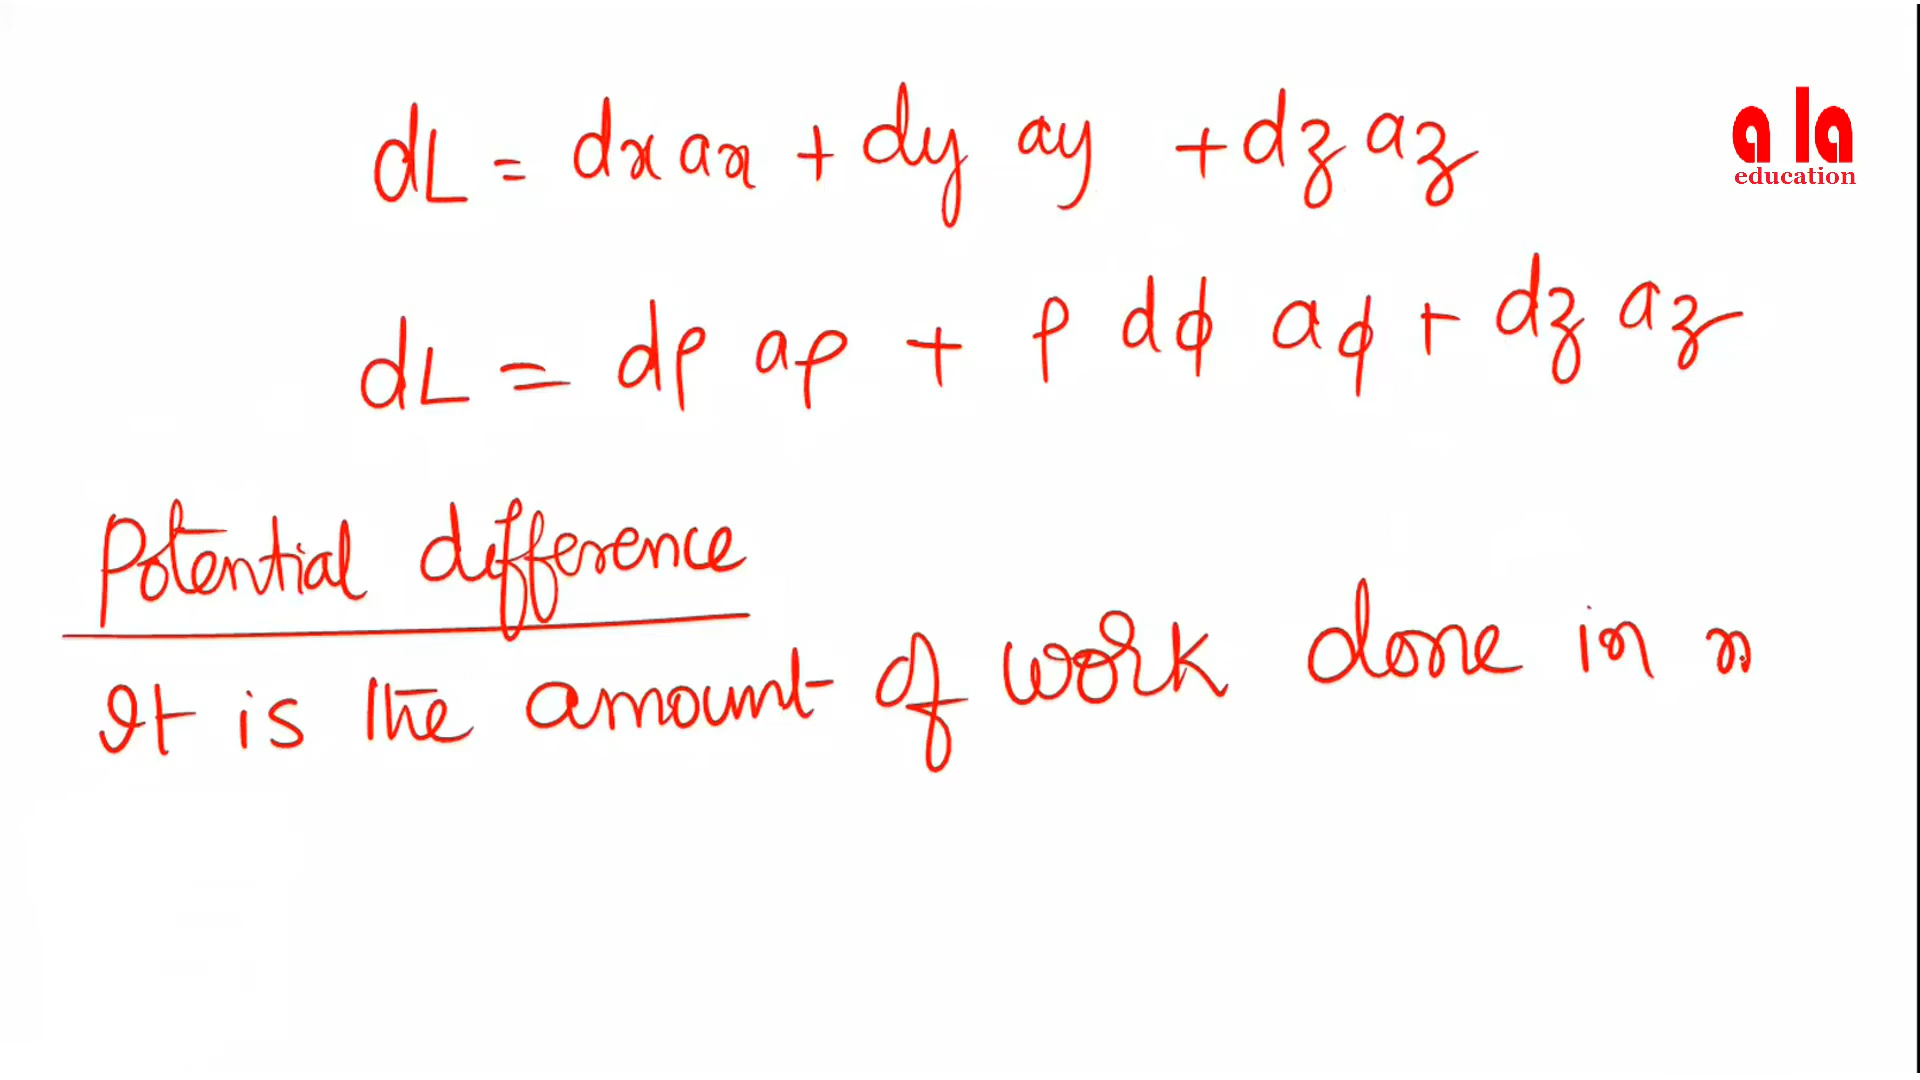 dL = dx ax + dy ay + dz az
a la
education
dL = dρ aρ + ρ dϕ aϕ + dz az
Potential difference
It is the amount of work done in